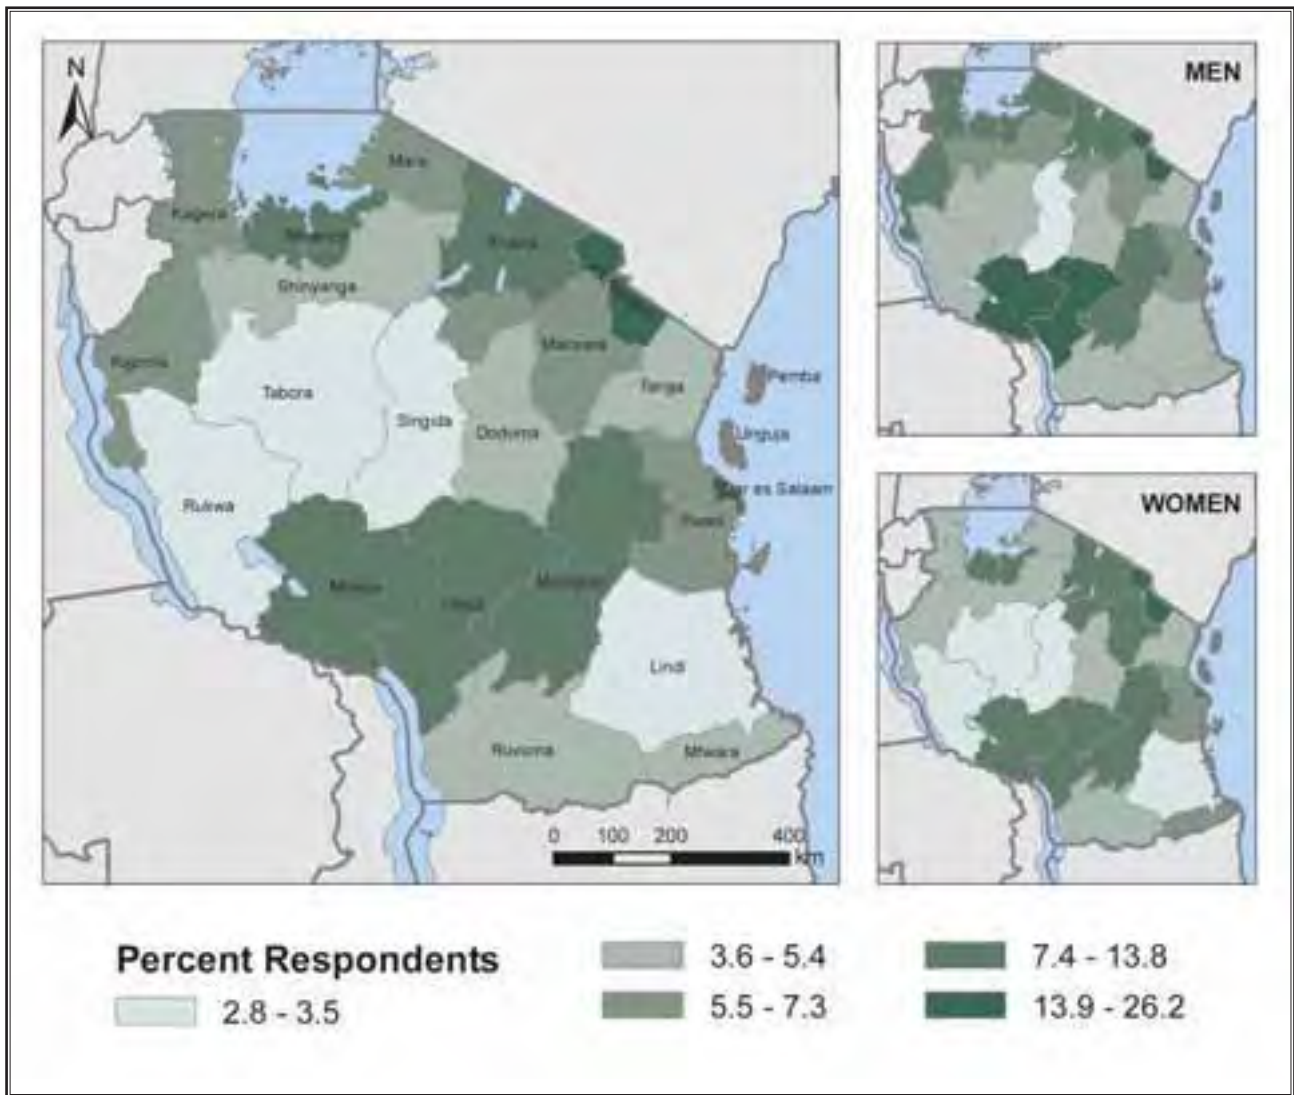 N
Mara
Kagera
Mwanza
Arusha
Shinyanga
Kigoma
Manyara
Pemba
Tabora
Tanga
Singida
Dodoma
Unguja
Dar es Salaam
Rukwa
Pwani
Mbeya
Iringa
Morogoro
Lindi
Ruvuma
Mtwara
0 100 200 400
km
MEN
WOMEN
Percent Respondents
2.8 - 3.5
3.6 - 5.4
5.5 - 7.3
7.4 - 13.8
13.9 - 26.2